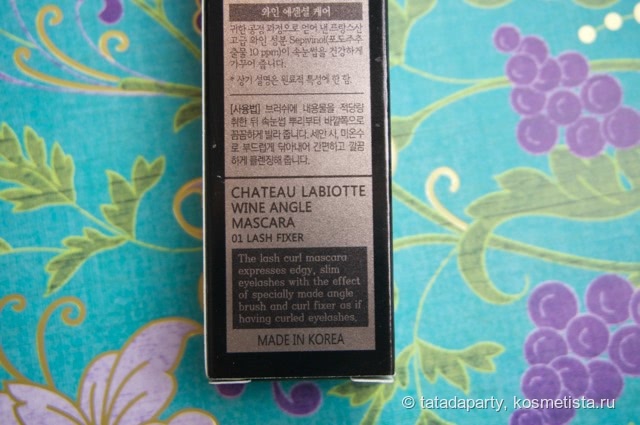 와인 에센셜 케어
귀한 공정 과정으로 얻어 낸 프랑스산
고급 와인 성분 Sepivinol(포도추추
출물 10 ppm)이 속눈썹을 건강하게
가꾸어 줍니다.
* 상기 설명은 원료적 특성에 한 함.
[사용법] 브러쉬에 내용물을 적당량
취한 뒤 속눈썹 뿌리부터 바깥쪽으로
꼼꼼하게 발라 줍니다. 세안 시, 미온수
로 부드럽게 닦아내어 간편하고 깔끔
하게 클렌징해 줍니다.
CHATEAU LABIOTTE
WINE ANGLE
MASCARA
01 LASH FIXER
The lash curl mascara
expresses edgy, slim
eyelashes with the effect
of specially made angle
brush and curl fixer as if
having curled eyelashes.
MADE IN KOREA
© tatadaparty, kosmetista.ru